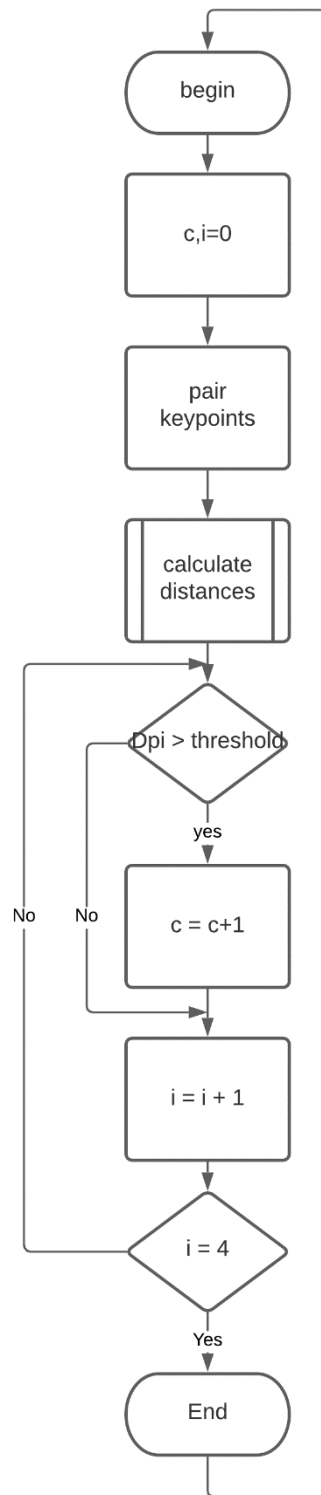 begin
c,i=0
pair
keypoints
calculate
distances
Dpi > threshold
yes
No
No
c = c+1
i = i + 1
i = 4
Yes
End